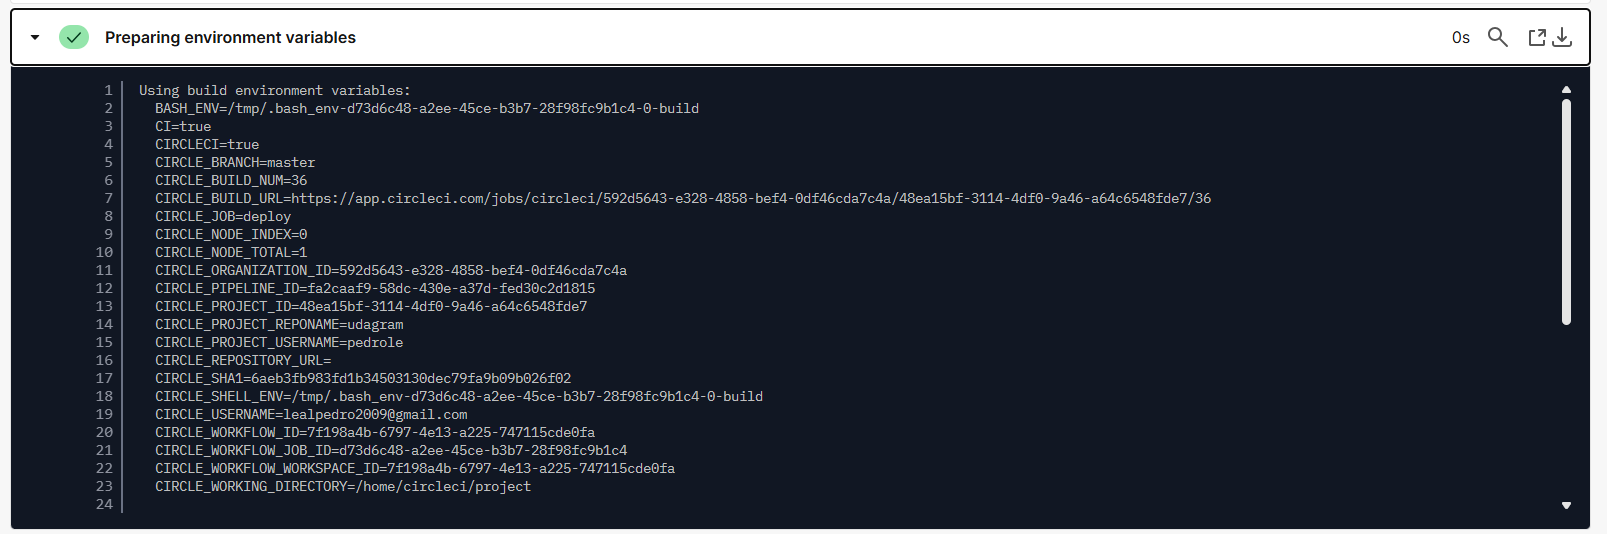 Preparing environment variables
0s
1 Using build environment variables:
2 BASH_ENV=/tmp/.bash_env-d73d6c48-a2ee-45ce-b3b7-28f98fc9b1c4-0-build
3 CI=true
4 CIRCLECI=true
5 CIRCLE_BRANCH=master
6 CIRCLE_BUILD_NUM=36
7 CIRCLE_BUILD_URL=https://app.circleci.com/jobs/circleci/592d5643-e328-4858-bef4-0df46cda7c4a/48ea15bf-3114-4df0-9a46-a64c6548fde7/36
8 CIRCLE_JOB=deploy
9 CIRCLE_NODE_INDEX=0
10 CIRCLE_NODE_TOTAL=1
11 CIRCLE_ORGANIZATION_ID=592d5643-e328-4858-bef4-0df46cda7c4a
12 CIRCLE_PIPELINE_ID=fa2caaf9-58dc-430e-a37d-fed30c2d1815
13 CIRCLE_PROJECT_ID=48ea15bf-3114-4df0-9a46-a64c6548fde7
14 CIRCLE_PROJECT_REPONAME=udagram
15 CIRCLE_PROJECT_USERNAME=pedrole
16 CIRCLE_REPOSITORY_URL=
17 CIRCLE_SHA1=6aeb3fb983fd1b34503130dec79fa9b09b026f02
18 CIRCLE_SHELL_ENV=/tmp/.bash_env-d73d6c48-a2ee-45ce-b3b7-28f98fc9b1c4-0-build
19 CIRCLE_USERNAME=lealpedro2009@gmail.com
20 CIRCLE_WORKFLOW_ID=7f198a4b-6797-4e13-a225-747115cde0fa
21 CIRCLE_WORKFLOW_JOB_ID=d73d6c48-a2ee-45ce-b3b7-28f98fc9b1c4
22 CIRCLE_WORKFLOW_WORKSPACE_ID=7f198a4b-6797-4e13-a225-747115cde0fa
23 CIRCLE_WORKING_DIRECTORY=/home/circleci/project
24